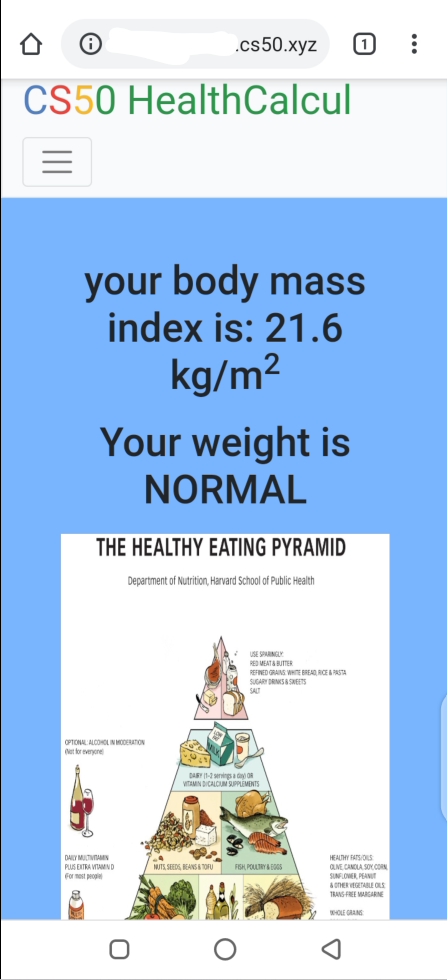 .cs50.xyz
1
CS50 HealthCalcul
your body mass
index is: 21.6
kg/m²
Your weight is
NORMAL
THE HEALTHY EATING PYRAMID
Department of Nutrition, Harvard School of Public Health
USE SPARINGLY:
RED MEAT & BUTTER
REFINED GRAINS: WHITE BREAD, RICE & PASTA
SUGARY DRINKS & SWEETS
SALT
OPTIONAL: ALCOHOL IN MODERATION
(Not for everyone)
LOW FAT
MILK
DAIRY (1-2 servings a day) OR
VITAMIN D/CALCIUM SUPPLEMENTS
DAILY MULTIVITAMIN
PLUS EXTRA VITAMIN D
(For most people)
NUTS, SEEDS, BEANS & TOFU
FISH, POULTRY & EGGS
HEALTHY FATS/OILS:
OLIVE, CANOLA, SOY, CORN,
SUNFLOWER, PEANUT
& OTHER VEGETABLE OILS;
TRANS-FREE MARGARINE
WHOLE GRAINS: